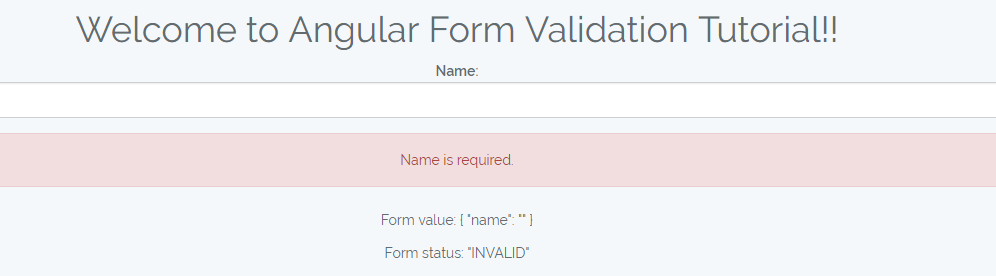 Welcome to Angular Form Validation Tutorial!!
Name:
Name is required.
Form value: { "name": "" }
Form status: "INVALID"